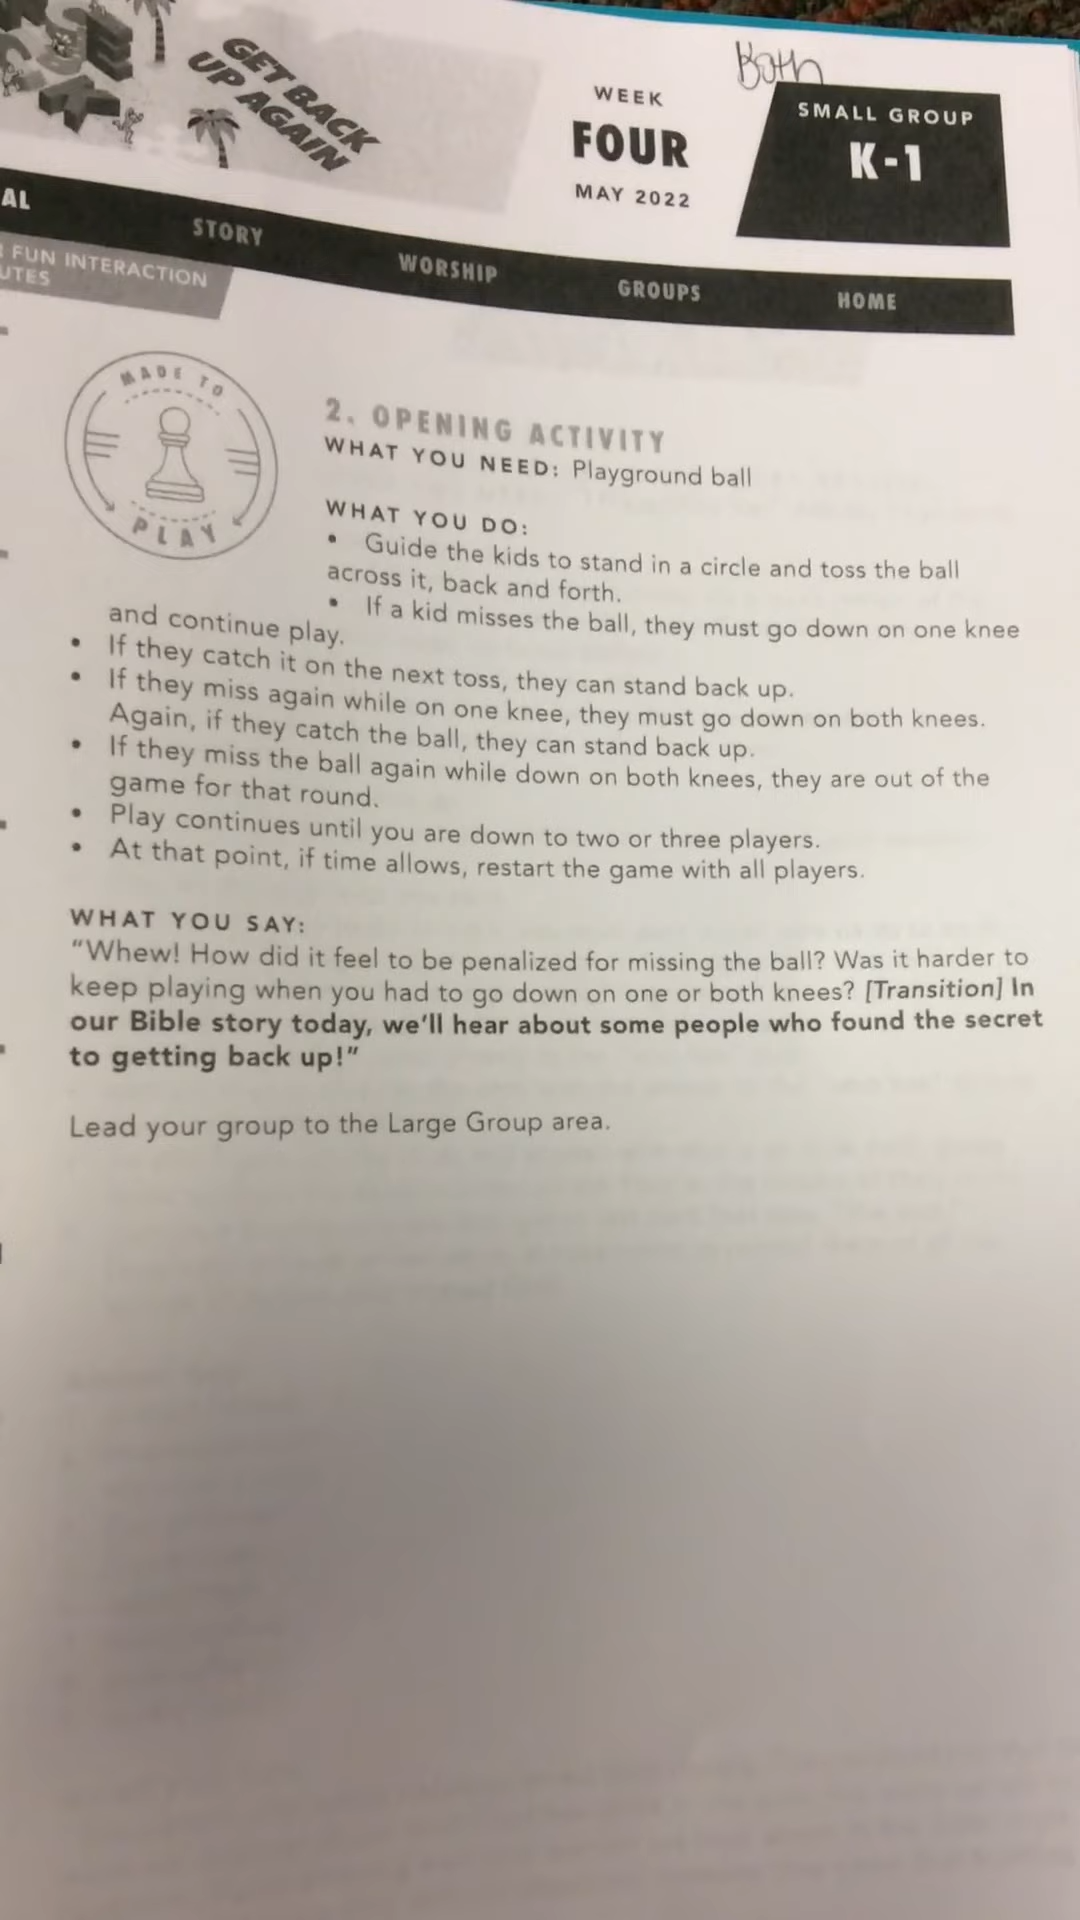 Both
GET BACK
UP AGAIN
WEEK
FOUR
MAY 2022
SMALL GROUP
K-1
AL
STORY
WORSHIP
GROUPS
HOME
FUN INTERACTION
UTES
MADE TO
PLAY
2. OPENING ACTIVITY
WHAT YOU NEED: Playground ball
WHAT YOU DO:
• Guide the kids to stand in a circle and toss the ball
across it, back and forth.
• If a kid misses the ball, they must go down on one knee
and continue play.
• If they catch it on the next toss, they can stand back up.
• If they miss again while on one knee, they must go down on both knees.
Again, if they catch the ball, they can stand back up.
• If they miss the ball again while down on both knees, they are out of the
game for that round.
• Play continues until you are down to two or three players.
• At that point, if time allows, restart the game with all players.
WHAT YOU SAY:
“Whew! How did it feel to be penalized for missing the ball? Was it harder to
keep playing when you had to go down on one or both knees? [Transition] In
our Bible story today, we’ll hear about some people who found the secret
to getting back up!”
Lead your group to the Large Group area.